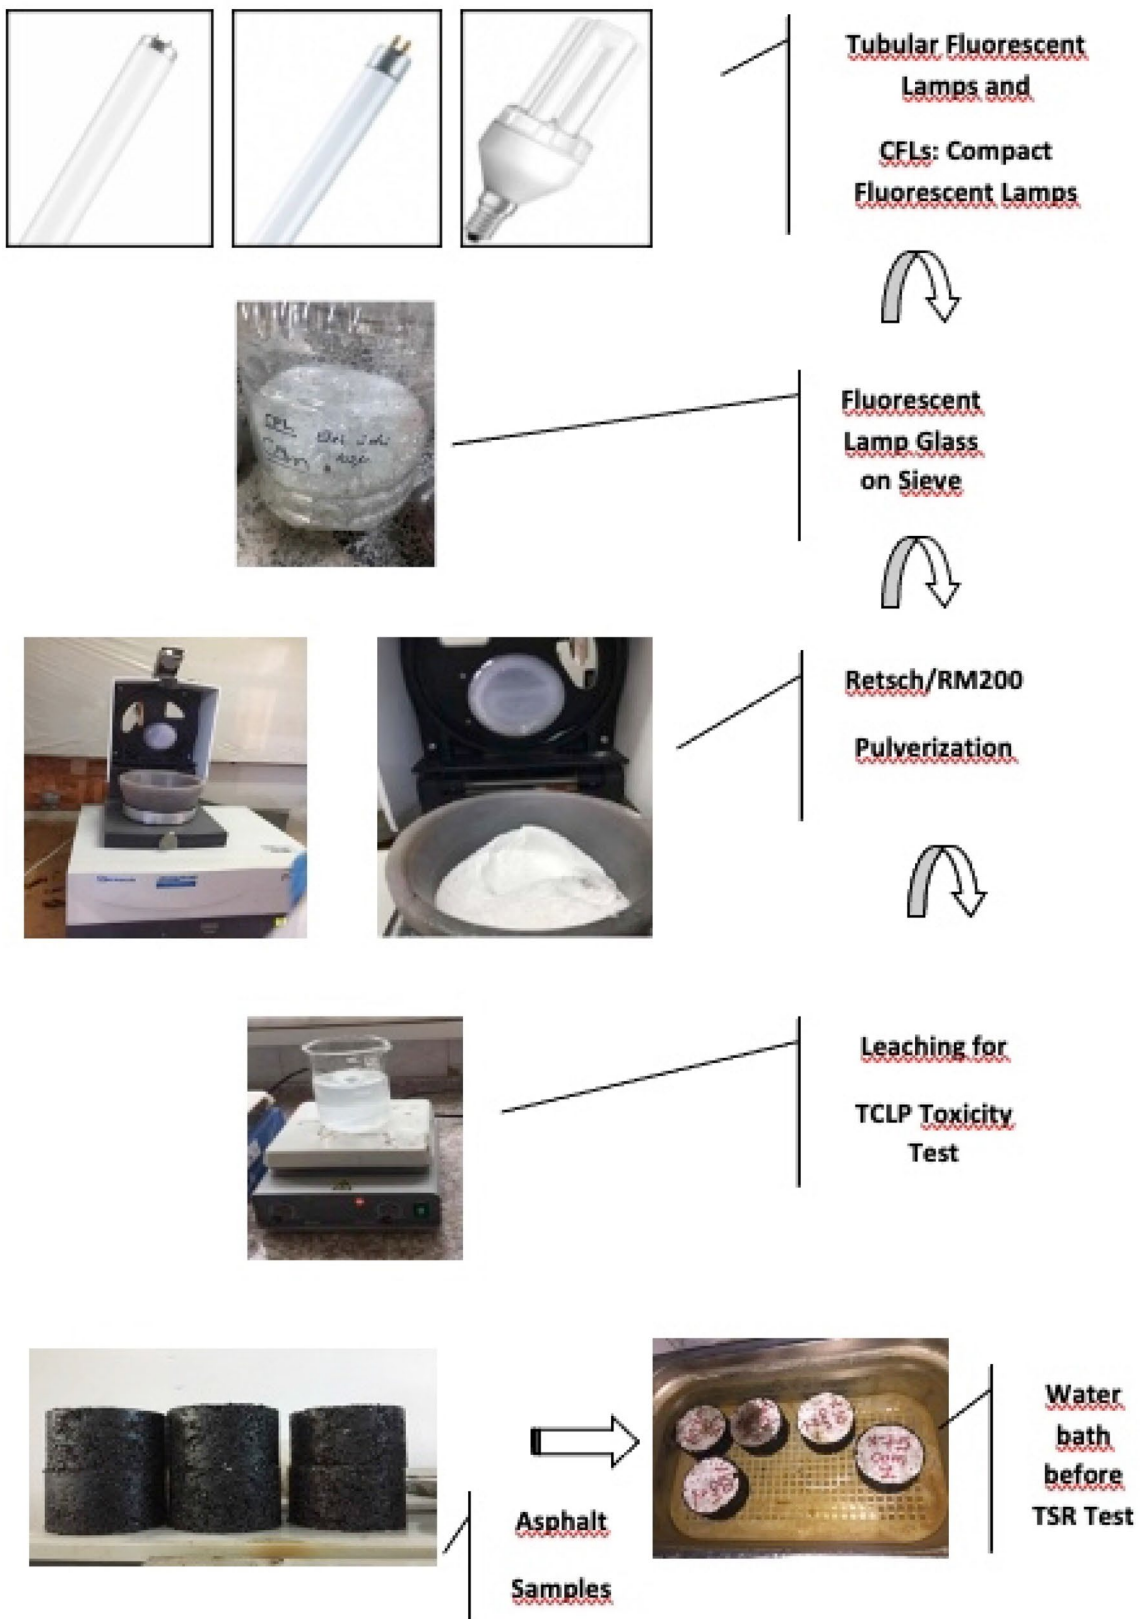 Tubular Fluorescent
Lamps and
CFLs: Compact
Fluorescent Lamps
Fluorescent
Lamp Glass
on Sieve
Retsch/RM200
Pulverization
Leaching for
TCLP Toxicity
Test
Asphalt
Samples
Water
bath
before
TSR Test